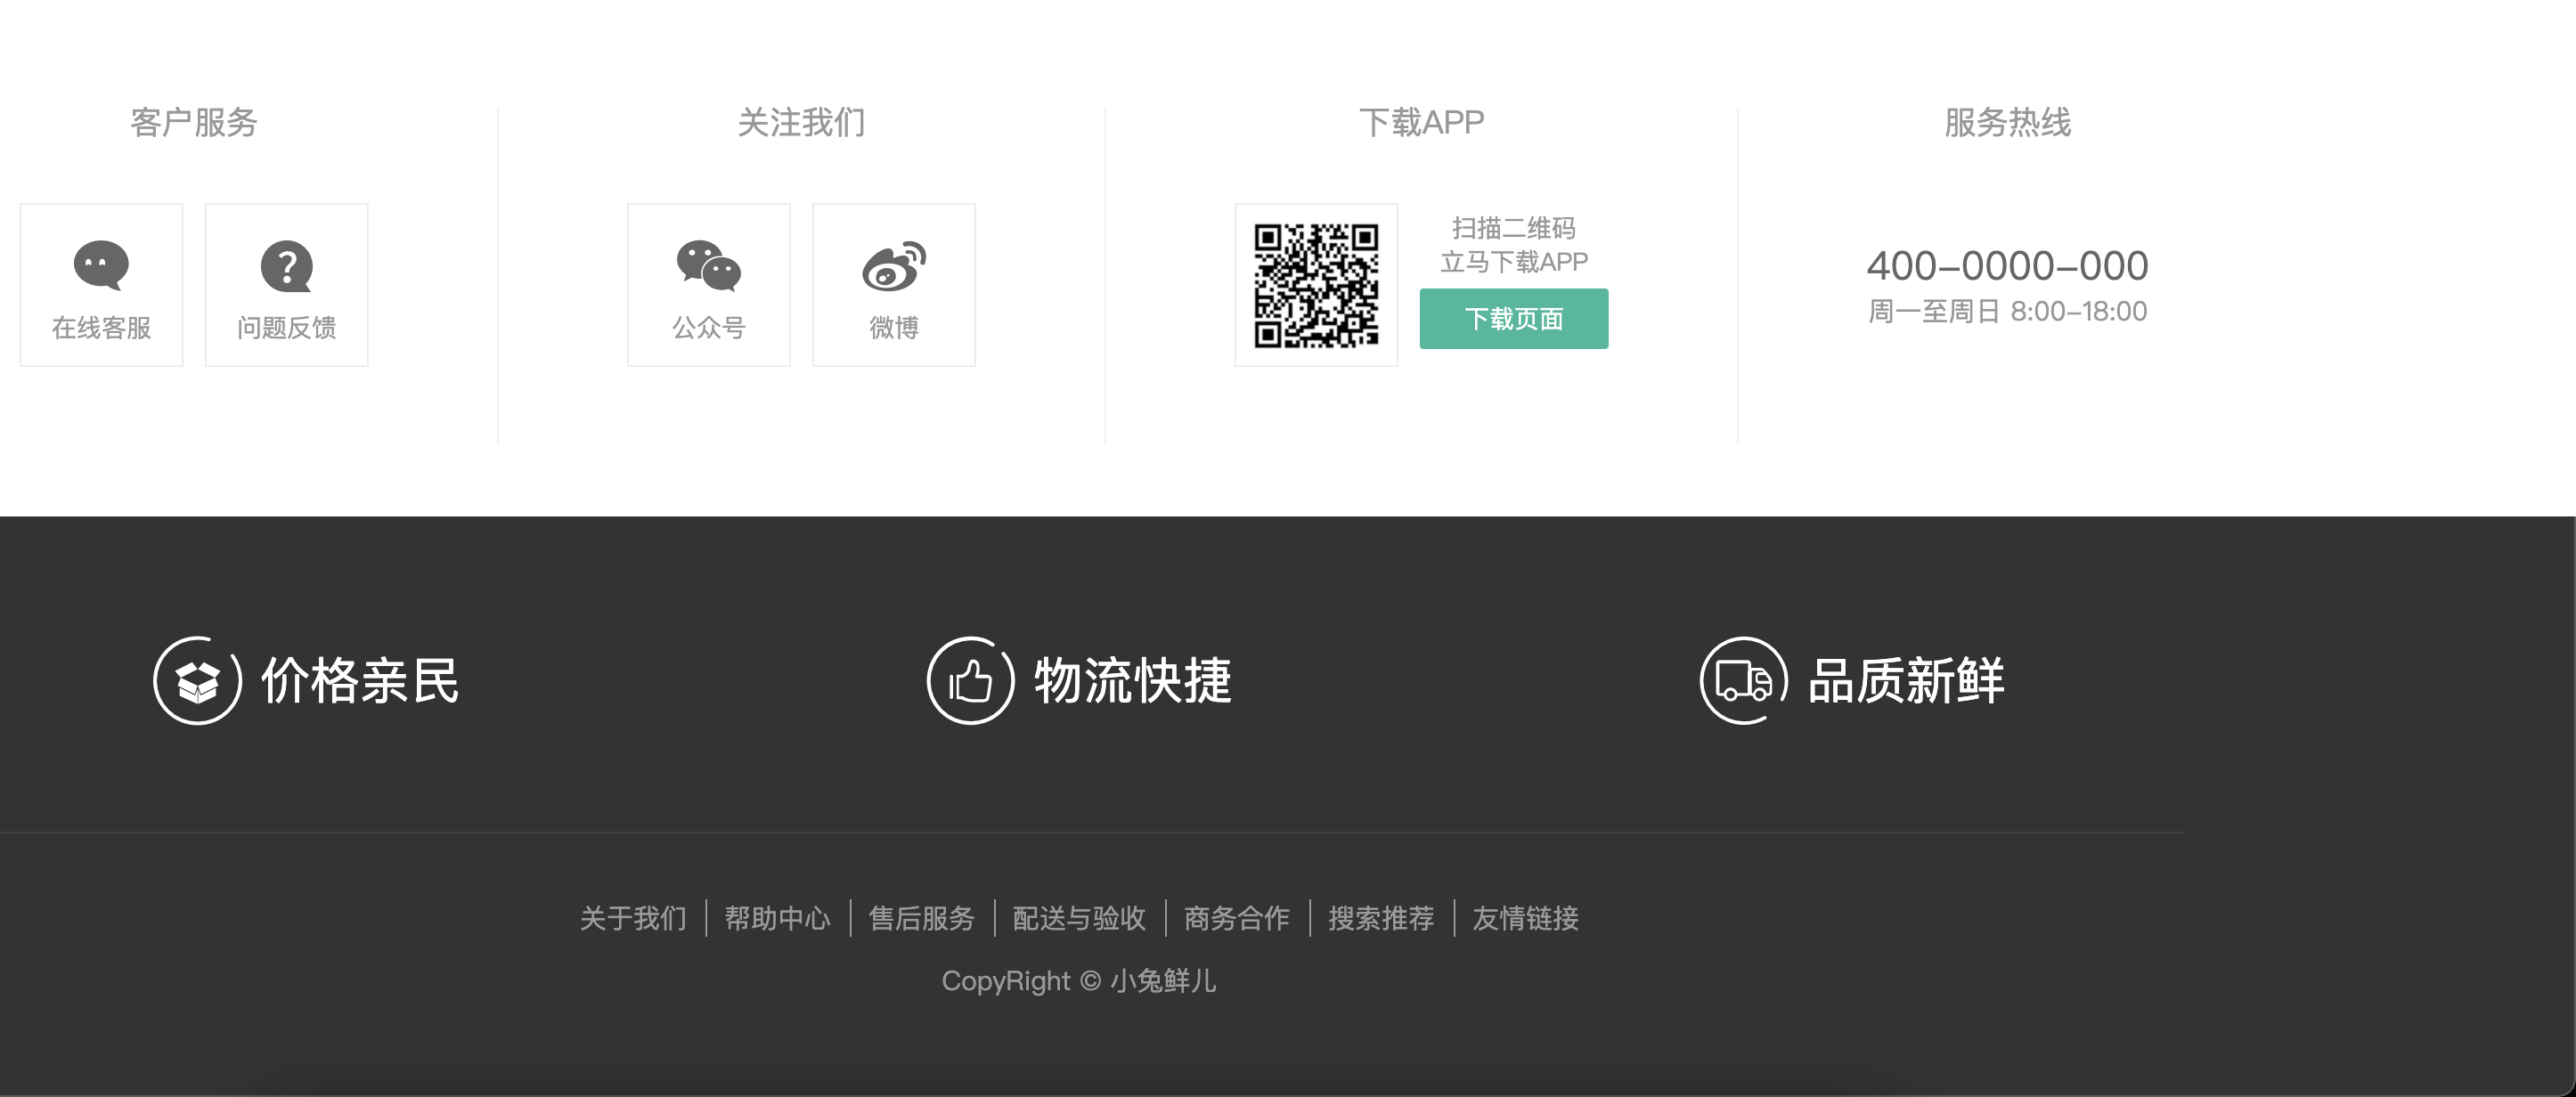 客户服务
在线客服
问题反馈
关注我们
公众号
微博
下载APP
扫描二维码
立马下载APP
下载页面
服务热线
400-0000-000
周一至周日 8:00-18:00
价格亲民
物流快捷
品质新鲜
关于我们 帮助中心 售后服务 配送与验收 商务合作 搜索推荐 友情链接
CopyRight © 小兔鲜儿